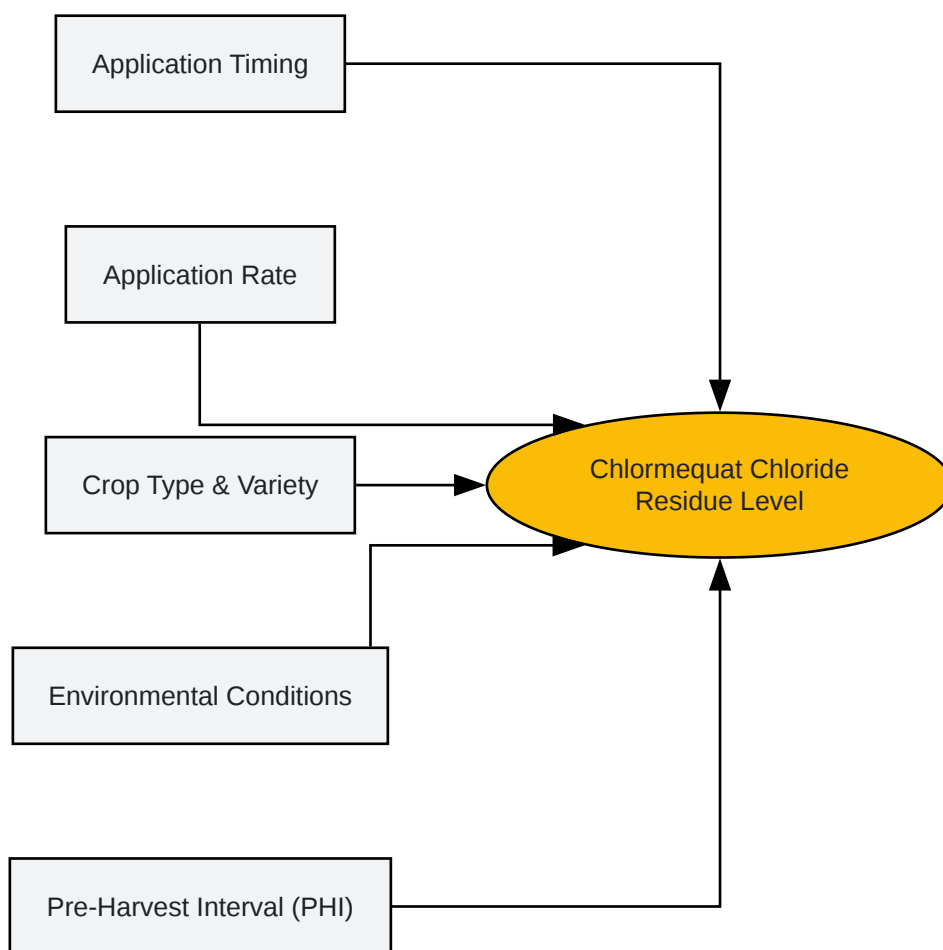 Application Timing
Application Rate
Crop Type & Variety
Chlormequat Chloride
Residue Level
Environmental Conditions
Pre-Harvest Interval (PHI)